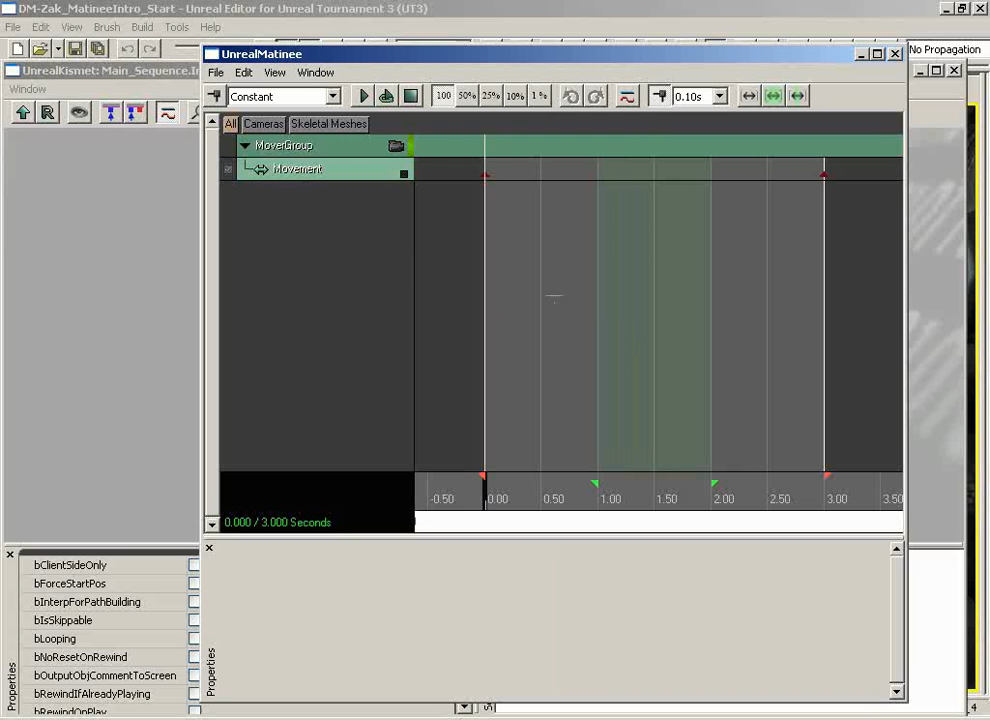 DM-Zak_MatineeIntro_Start - Unreal Editor for Unreal Tournament 3 (UT3)
File Edit View Brush Build Tools Help
No Propagation
UnrealKismet: Main_Sequence.In
Window
UnrealMatinee
File Edit View Window
Constant 100 50% 25% 10% 1 % 0.10s
All Cameras Skeletal Meshes
MoverGroup
Movement
-0.50 0.00 0.50 1.00 1.50 2.00 2.50 3.00 3.50
0.000 / 3.000 Seconds
bClientSideOnly
bForceStartPos
bInterpForPathBuilding
bIsSkippable
bLooping
bNoResetOnRewind
bOutputObjCommentToScreen
bRewindIfAlreadyPlaying
bRewindOnPlay
Properties
Properties